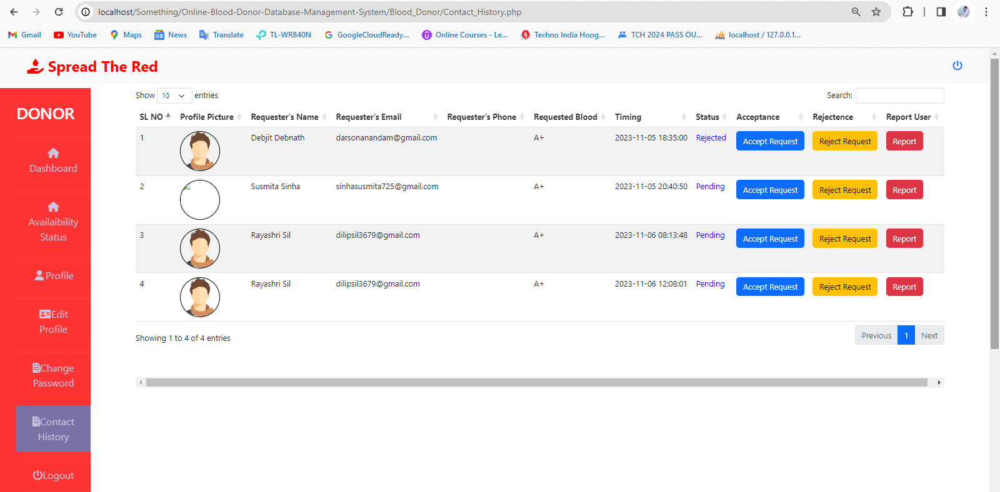 localhost/Something/Online-Blood-Donor-Database-Management-System/Blood_Donor/Contact_History.php
Gmail YouTube Maps News Translate TL-WR840N GoogleCloudReady... Online Courses - Le... Techno India Hoog... TCH 2024 PASS OU... localhost / 127.0.0.1...
Spread The Red
DONOR
Dashboard
Availaibility
Status
Profile
Edit
Profile
Change
Password
Contact
History
Logout
Show 10 entries Search:
SL NO Profile Picture Requester's Name Requester's Email Requester's Phone Requested Blood Timing Status Acceptance Rejectence Report User
1 Debjit Debnath darsonanandam@gmail.com A+ 2023-11-05 18:35:00 Rejected Accept Request Reject Request Report
2 Susmita Sinha sinhasusmita725@gmail.com A+ 2023-11-05 20:40:50 Pending Accept Request Reject Request Report
3 Rayashri Sil dilipsil3679@gmail.com A+ 2023-11-06 08:13:48 Pending Accept Request Reject Request Report
4 Rayashri Sil dilipsil3679@gmail.com A+ 2023-11-06 12:08:01 Pending Accept Request Reject Request Report
Showing 1 to 4 of 4 entries Previous 1 Next